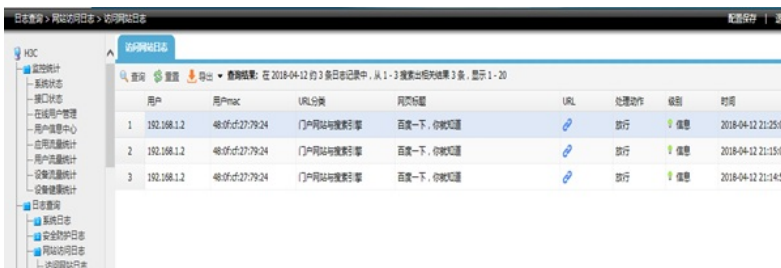 日志查询 > 网站访问日志 > 访问网站日志
配置保存 |
H3C
监控统计
系统状态
接口状态
在线用户管理
用户信息中心
应用流量统计
用户流量统计
设备流量统计
设备健康统计
日志查询
系统日志
安全防护日志
网站访问日志
访问网站日志
访问网站日志
查询 重置 导出 查询结果: 在 2018-04-12 的 3 条日志记录中, 从 1 - 3 搜索出相关结果 3 条, 显示 1 - 20
用户 用户mac URL分类 网页标题 URL 处理动作 级别 时间
1 192.168.1.2 48:0f:cf:27:79:24 门户网站与搜索引擎 百度一下,你就知道 放行 信息 2018-04-12 21:25:
2 192.168.1.2 48:0f:cf:27:79:24 门户网站与搜索引擎 百度一下,你就知道 放行 信息 2018-04-12 21:15:
3 192.168.1.2 48:0f:cf:27:79:24 门户网站与搜索引擎 百度一下,你就知道 放行 信息 2018-04-12 21:14: